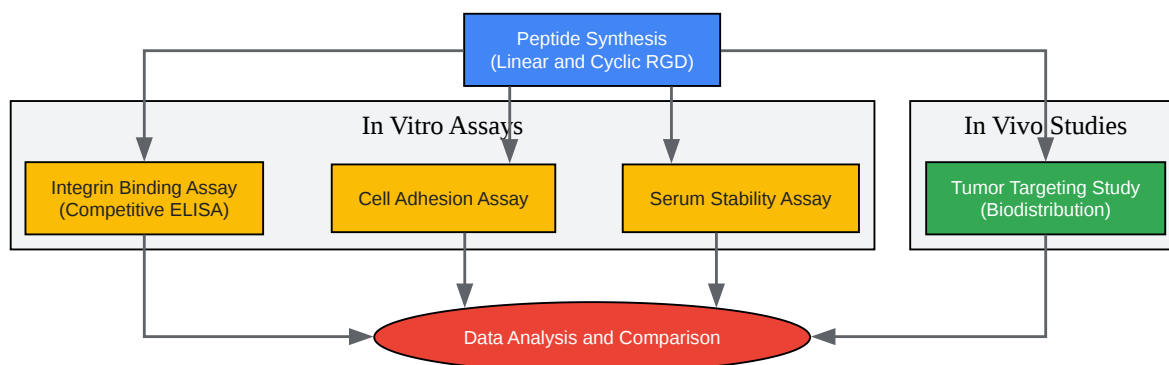 Peptide Synthesis
(Linear and Cyclic RGD)
In Vitro Assays
In Vivo Studies
Integrin Binding Assay
(Competitive ELISA)
Cell Adhesion Assay
Serum Stability Assay
Tumor Targeting Study
(Biodistribution)
Data Analysis and Comparison